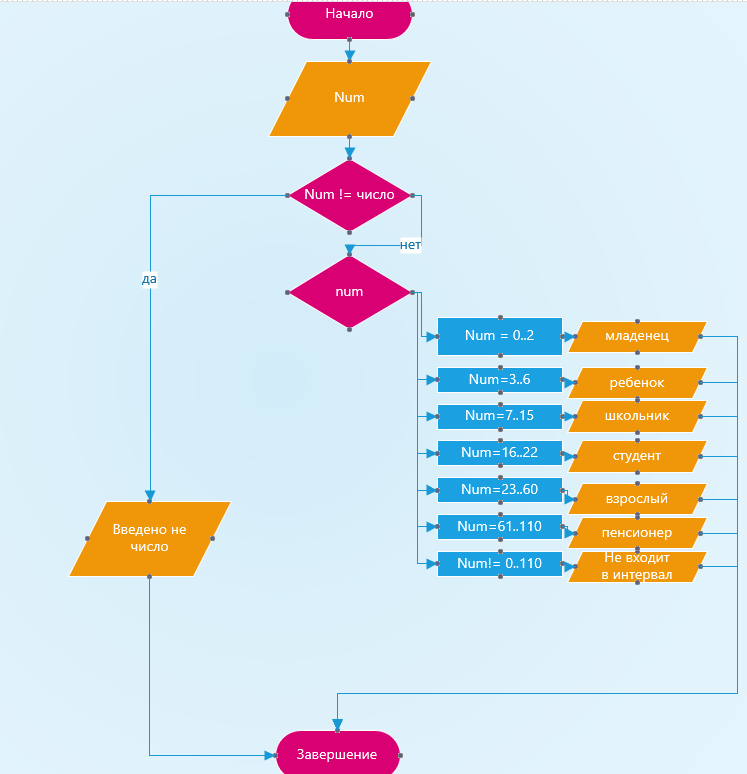 Начало
Num
Num != число
нет
да
num
Num = 0..2
младенец
Num=3..6
ребенок
Num=7..15
школьник
Num=16..22
студент
Num=23..60
взрослый
Num=61..110
пенсионер
Num!= 0..110
Не входит
в интервал
Введено не
число
Завершение